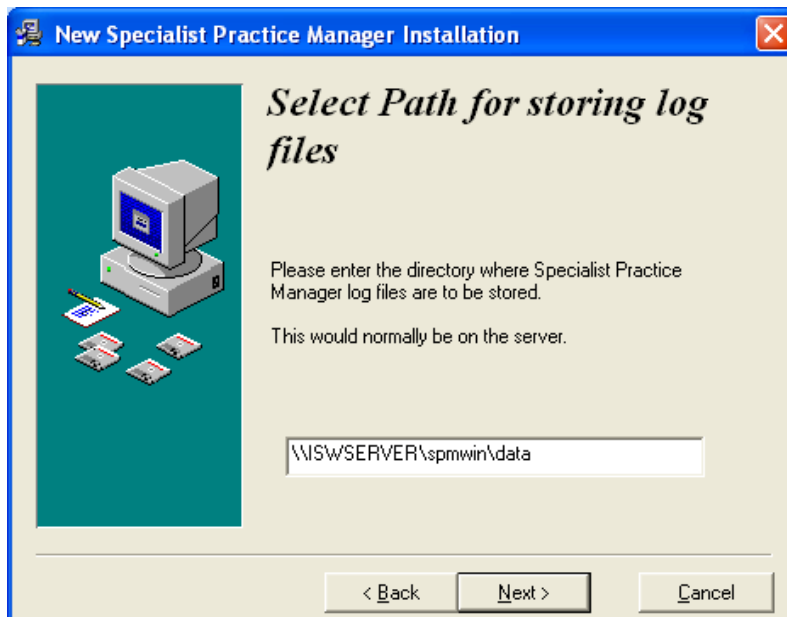 New Specialist Practice Manager Installation
Select Path for storing log
files
Please enter the directory where Specialist Practice
Manager log files are to be stored.
This would normally be on the server.
\\ISWSERVER\spmwin\data
< Back
Next >
Cancel